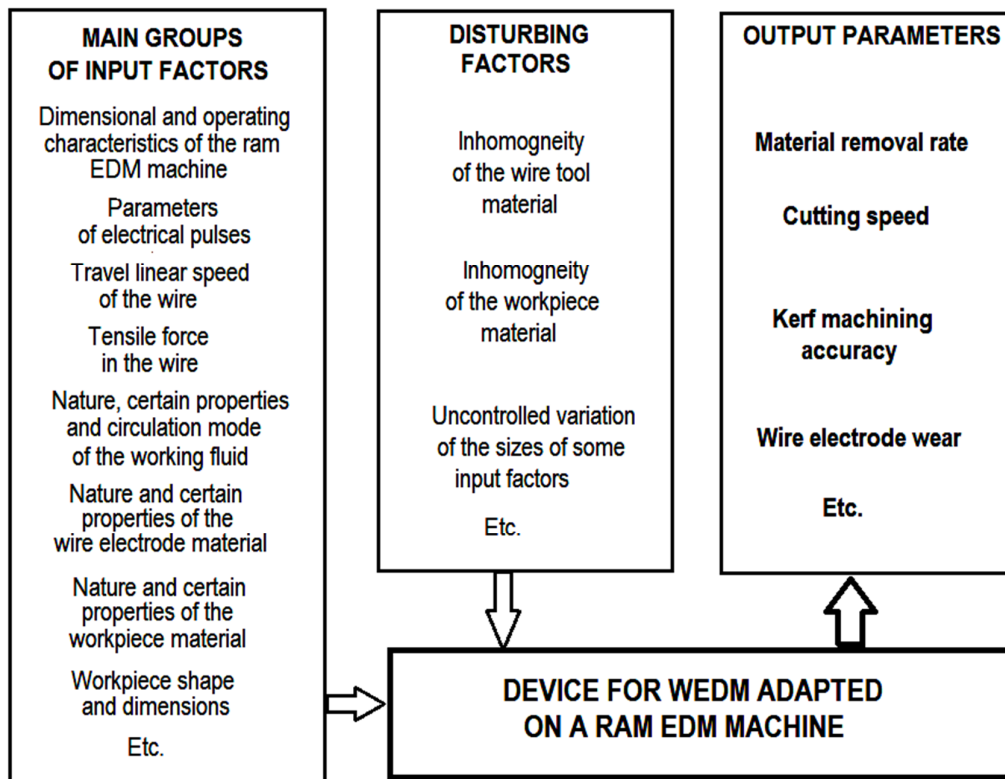 MAIN GROUPS
OF INPUT FACTORS
Dimensional and operating
characteristics of the ram
EDM machine
Parameters
of electrical pulses
Travel linear speed
of the wire
Tensile force
in the wire
Nature, certain properties
and circulation mode
of the working fluid
Nature and certain
properties of the
wire electrode material
Nature and certain
properties of the
workpiece material
Workpiece shape
and dimensions
Etc.
DISTURBING
FACTORS
Inhomogneity
of the wire tool
material
Inhomogneity
of the workpiece
material
Uncontrolled variation
of the sizes of some
input factors
Etc.
OUTPUT PARAMETERS
Material removal rate
Cutting speed
Kerf machining
accuracy
Wire electrode wear
Etc.
DEVICE FOR WEDM ADAPTED
ON A RAM EDM MACHINE